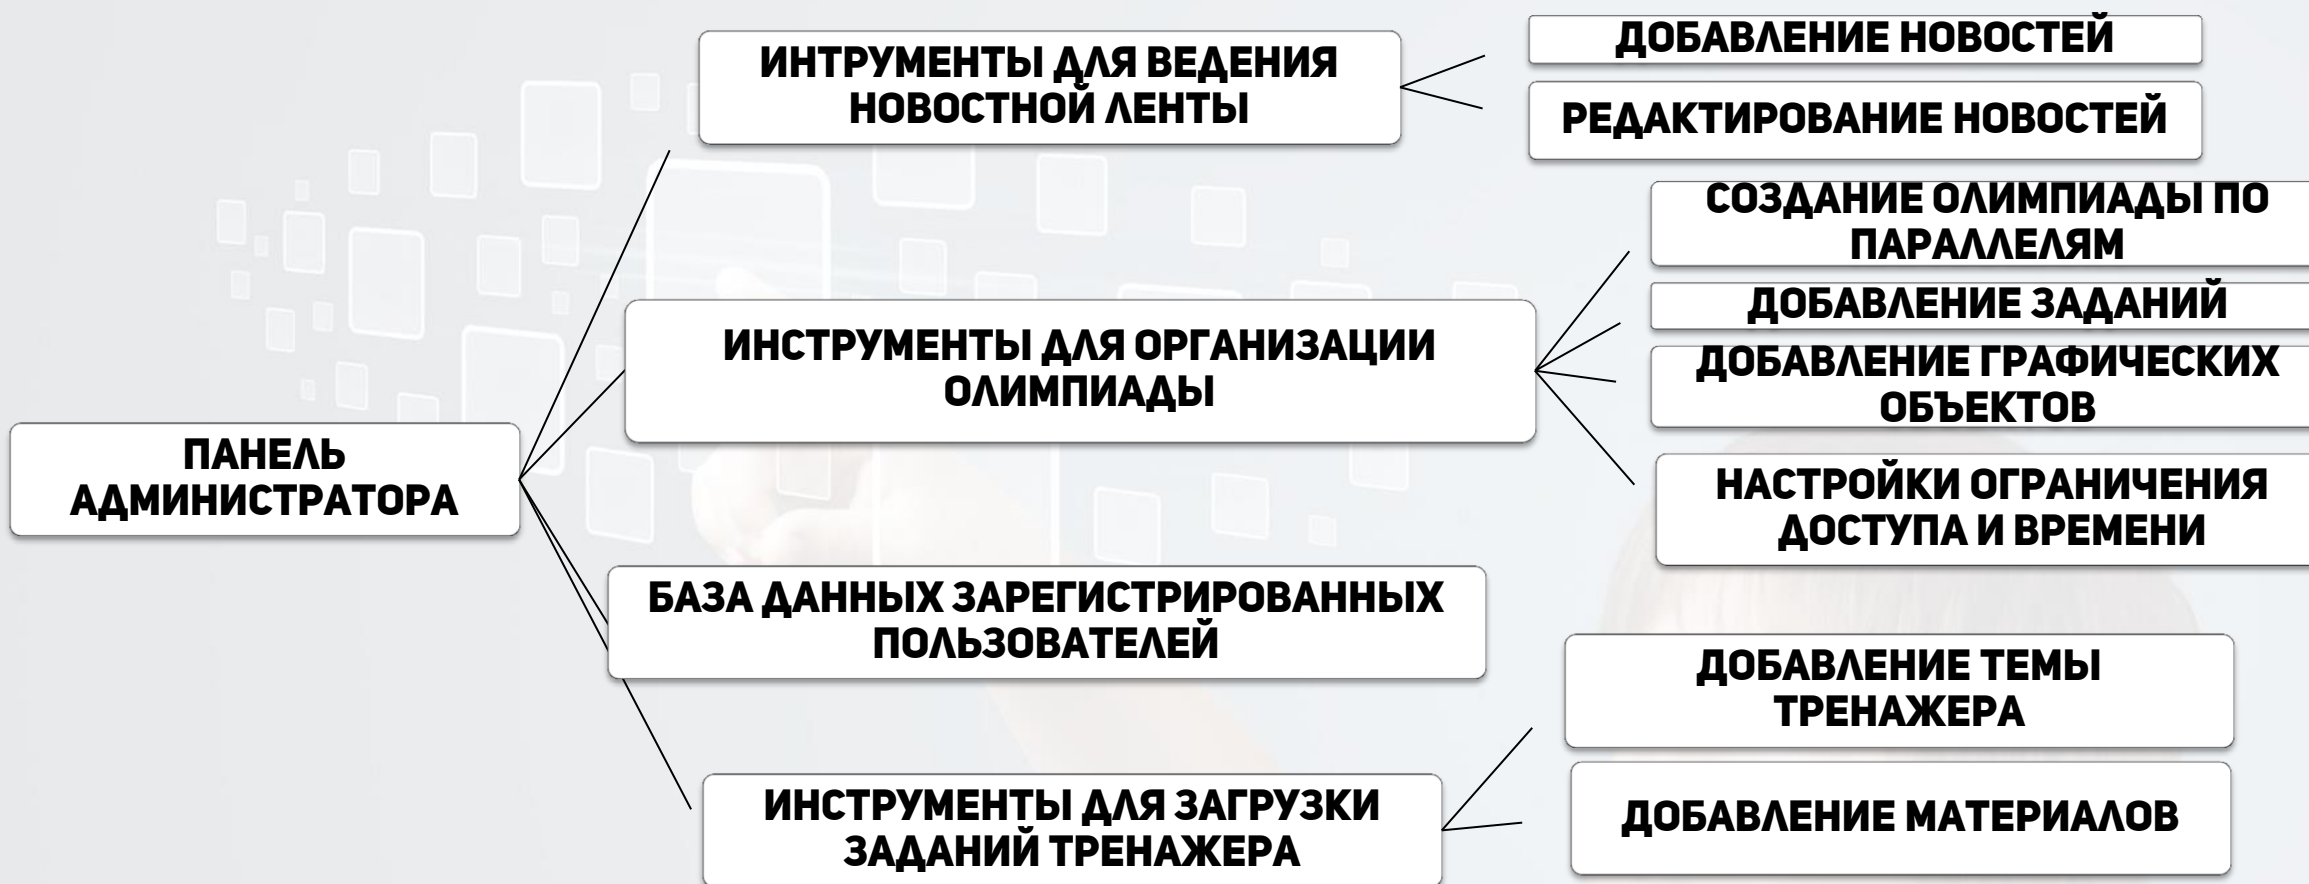 ПАНЕЛЬ
АДМИНИСТРАТОРА
ИНТРУМЕНТЫ ДЛЯ ВЕДЕНИЯ
НОВОСТНОЙ ЛЕНТЫ
ДОБАВЛЕНИЕ НОВОСТЕЙ
РЕДАКТИРОВАНИЕ НОВОСТЕЙ
ИНСТРУМЕНТЫ ДЛЯ ОРГАНИЗАЦИИ
ОЛИМПИАДЫ
СОЗДАНИЕ ОЛИМПИАДЫ ПО
ПАРАЛЛЕЛЯМ
ДОБАВЛЕНИЕ ЗАДАНИЙ
ДОБАВЛЕНИЕ ГРАФИЧЕСКИХ
ОБЪЕКТОВ
НАСТРОЙКИ ОГРАНИЧЕНИЯ
ДОСТУПА И ВРЕМЕНИ
БАЗА ДАННЫХ ЗАРЕГИСТРИРОВАННЫХ
ПОЛЬЗОВАТЕЛЕЙ
ИНСТРУМЕНТЫ ДЛЯ ЗАГРУЗКИ
ЗАДАНИЙ ТРЕНАЖЕРА
ДОБАВЛЕНИЕ ТЕМЫ
ТРЕНАЖЕРА
ДОБАВЛЕНИЕ МАТЕРИАЛОВ